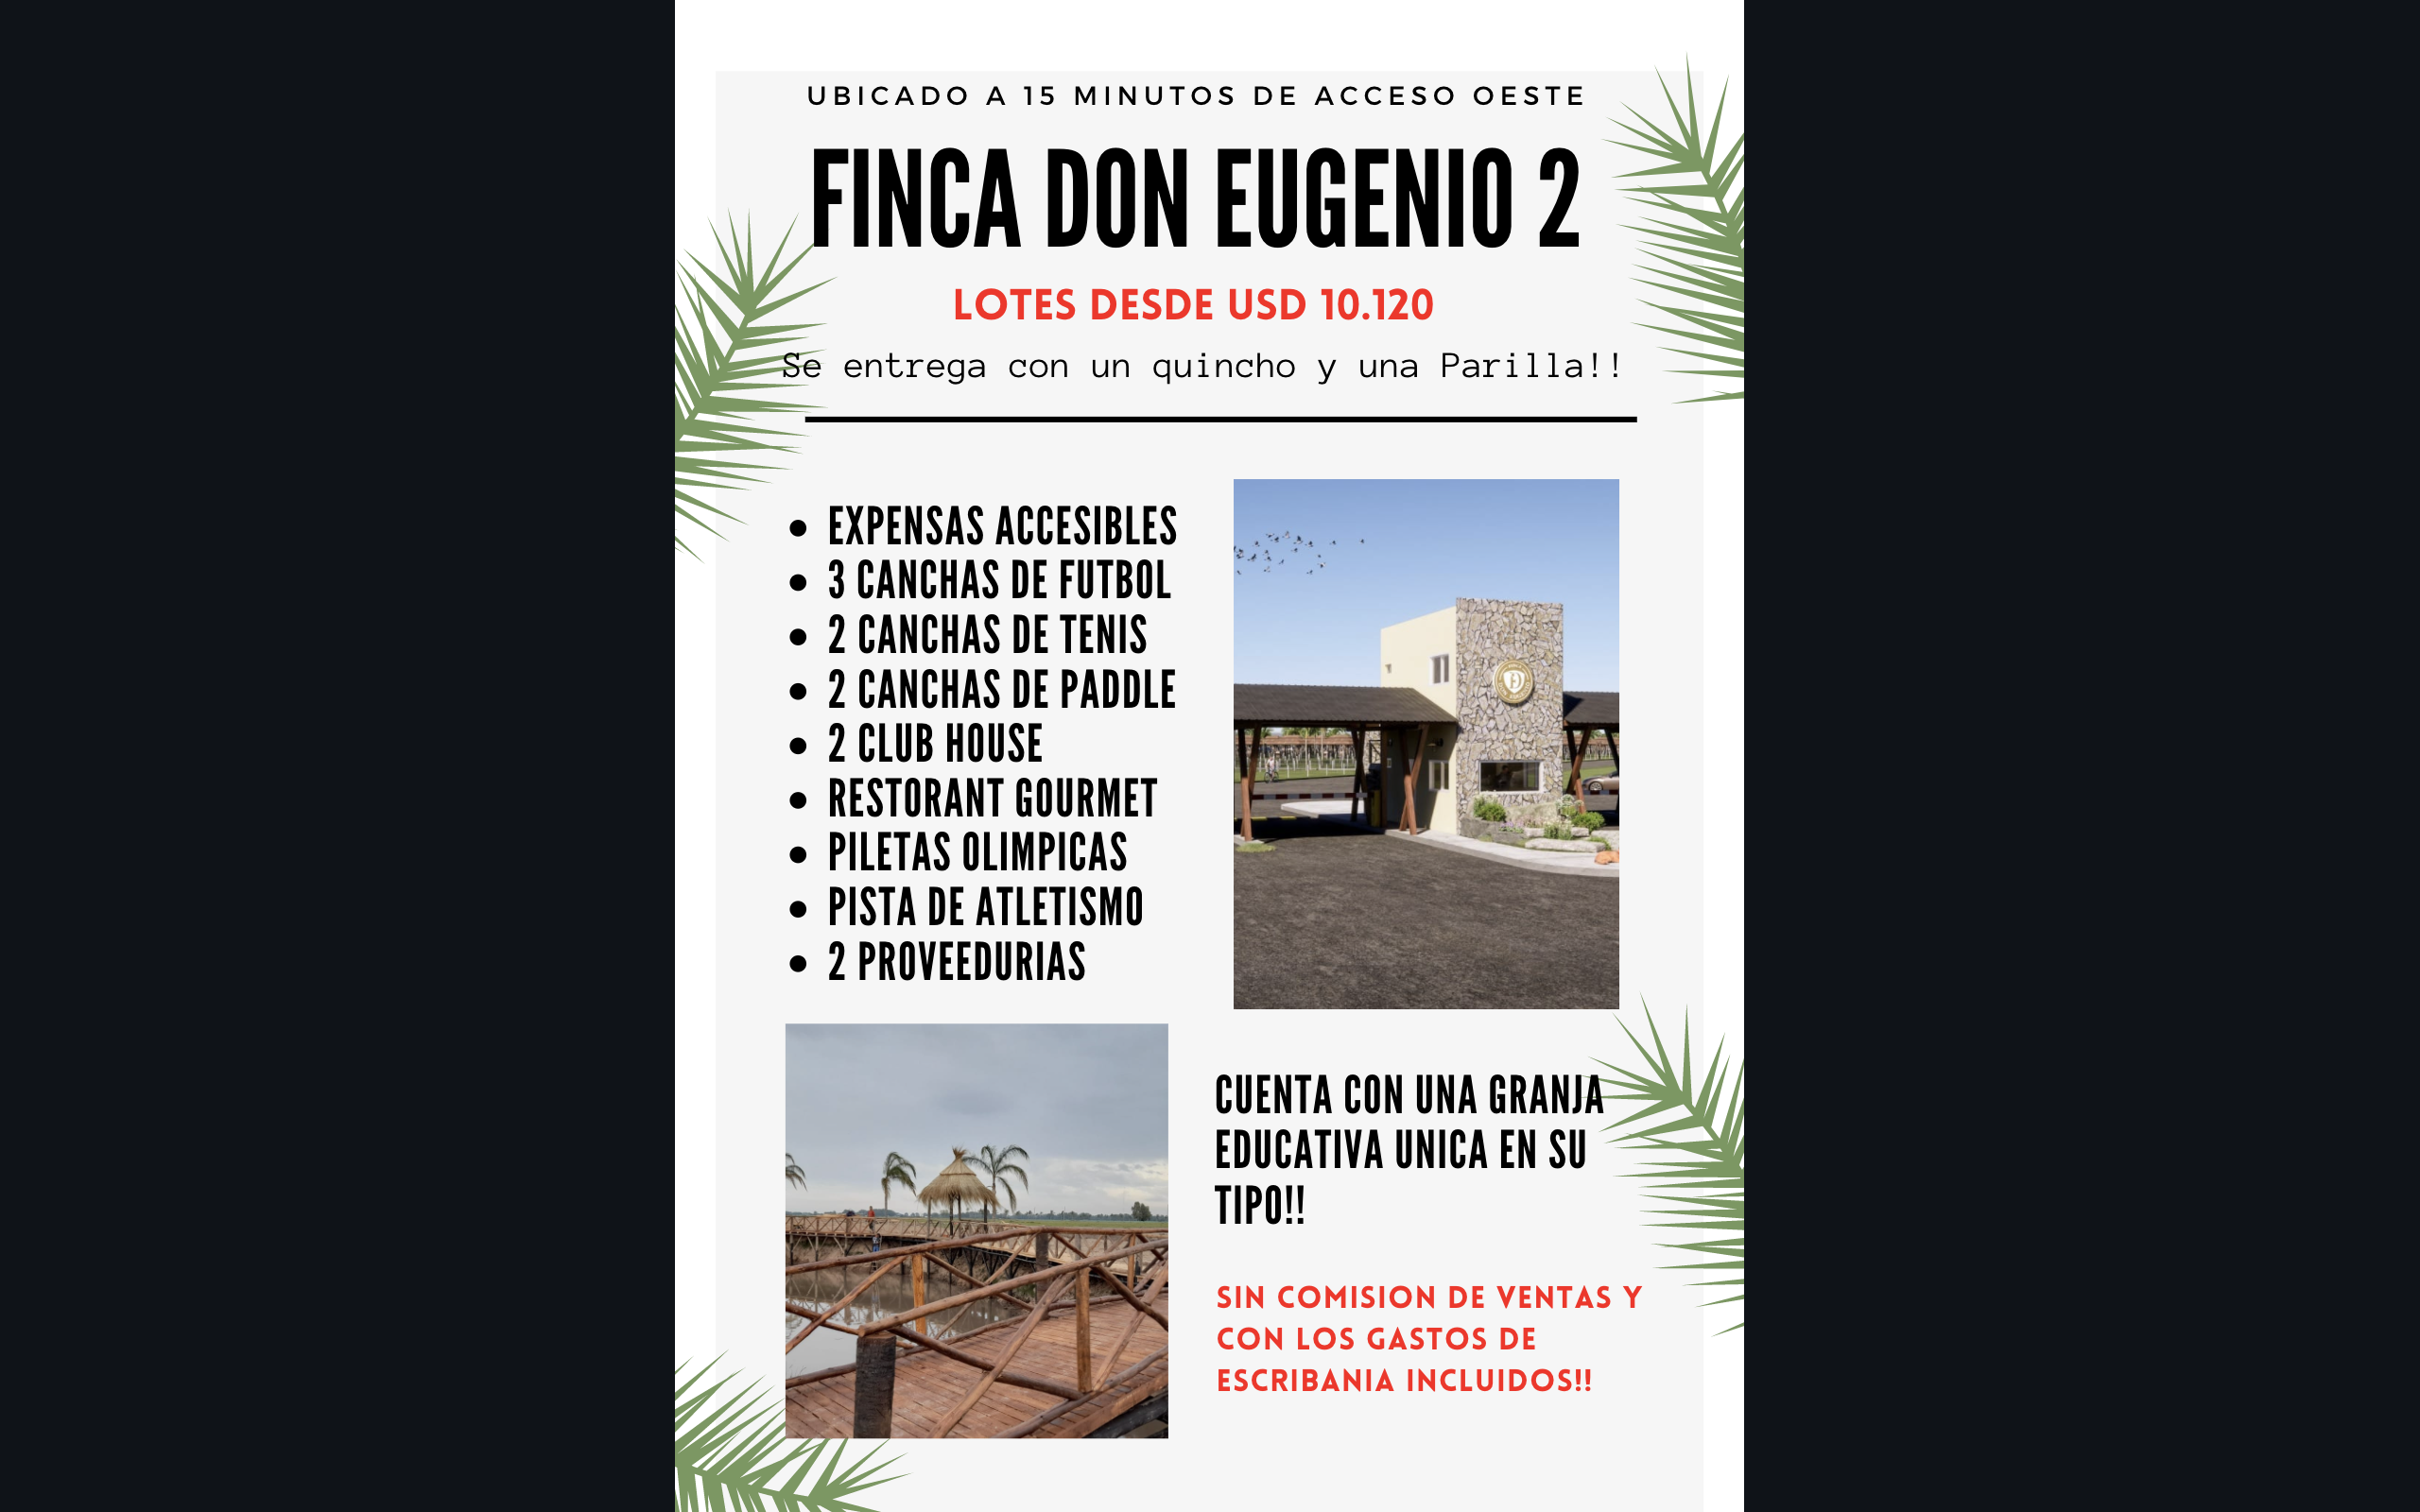 UBICADO A 15 MINUTOS DE ACCESO OESTE
FINCA DON EUGENIO 2
LOTES DESDE USD 10.120
Se entrega con un quincho y una Parilla!!
• EXPENSAS ACCESIBLES
• 3 CANCHAS DE FUTBOL
• 2 CANCHAS DE TENIS
• 2 CANCHAS DE PADDLE
• 2 CLUB HOUSE
• RESTORANT GOURMET
• PILETAS OLIMPICAS
• PISTA DE ATLETISMO
• 2 PROVEEDURIAS
CUENTA CON UNA GRANJA
EDUCATIVA UNICA EN SU
TIPO!!
SIN COMISION DE VENTAS Y
CON LOS GASTOS DE
ESCRIBANIA INCLUIDOS!!